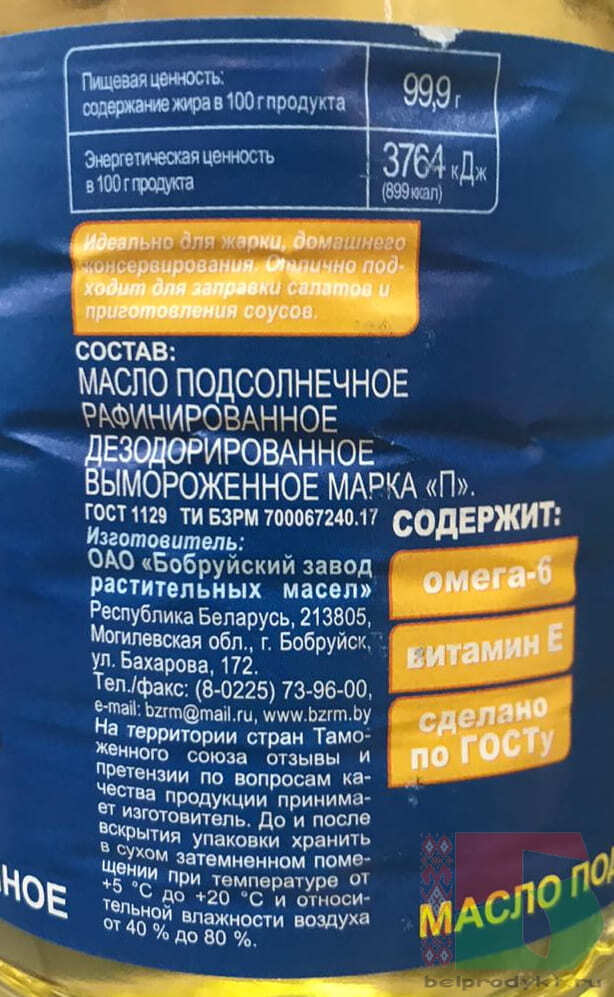 Пищевая ценность:
содержание жира в 100 г продукта
99,9 г
Энергетическая ценность
в 100 г продукта
3764 кДж
(899 ккал)
Идеально для жарки, домашнего
консервирования. Отлично под-
ходит для заправки салатов и
приготовления соусов.
СОСТАВ:
МАСЛО ПОДСОЛНЕЧНОЕ
РАФИНИРОВАННОЕ
ДЕЗОДОРИРОВАННОЕ
ВЫМОРОЖЕННОЕ МАРКА «П».
ГОСТ 1129 ТИ БЗРМ 700067240.17
Изготовитель:
ОАО «Бобруйский завод
растительных масел»
Республика Беларусь, 213805,
Могилевская обл., г. Бобруйск,
ул. Бахарова, 172.
Тел./факс: (8-0225) 73-96-00,
e-mail: bzrm@mail.ru, www.bzrm.by
На территории стран Тамо-
женного союза отзывы и
претензии по вопросам ка-
чества продукции принима-
ет изготовитель. До и после
вскрытия упаковки хранить
в сухом затемненном поме-
щении при температуре от
+5 °С до +20 °С и относи-
тельной влажности воздуха
от 40 % до 80 %.
СОДЕРЖИТ:
омега-6
витамин Е
сделано
по ГОСТу
НОЕ
МАСЛО ПОД
belprodykt.ru